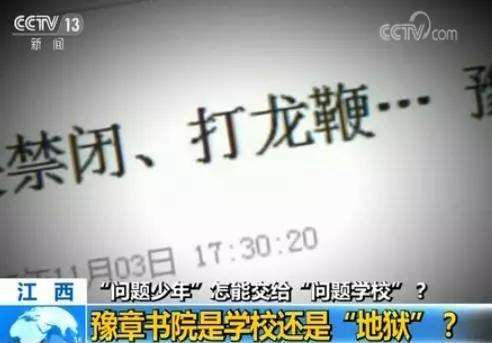 CCTV 13
新闻
CCTV.com
禁闭、打龙鞭… 豫
年11月03日 17:30:20
江西
“问题少年”怎能交给“问题学校”？
豫章书院是学校还是“地狱”？